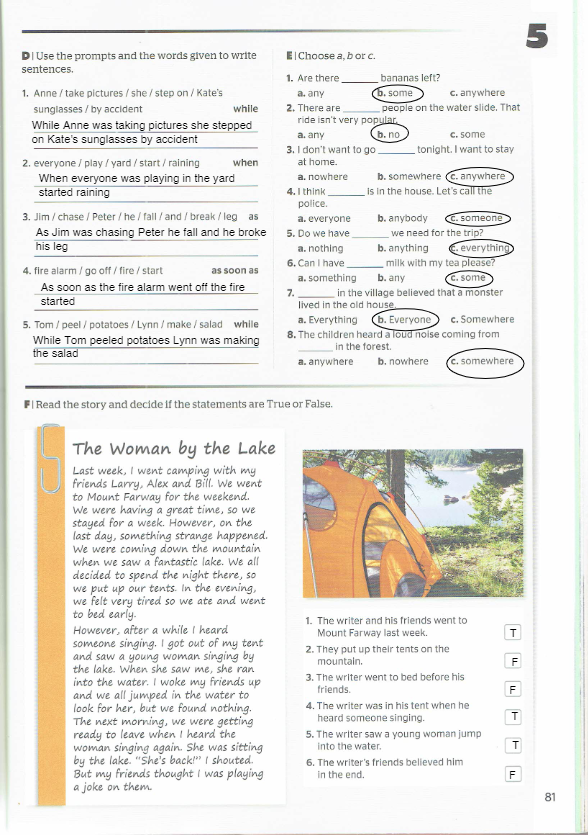 5
D | Use the prompts and the words given to write
sentences.
1. Anne / take pictures / she / step on / Kate's
sunglasses / by accident while
While Anne was taking pictures she stepped
on Kate's sunglasses by accident
2. everyone / play / yard / start / raining when
When everyone was playing in the yard
started raining
3. Jim / chase / Peter / he / fall / and / break / leg as
As Jim was chasing Peter he fall and he broke
his leg
4. fire alarm / go off / fire / start as soon as
As soon as the fire alarm went off the fire
started
5. Tom / peel / potatoes / Lynn / make / salad while
While Tom peeled potatoes Lynn was making
the salad
E | Choose a, b or c.
1. Are there ______ bananas left?
a. any b. some c. anywhere
2. There are ______ people on the water slide. That
ride isn't very popular.
a. any b. no c. some
3. I don't want to go ______ tonight. I want to stay
at home.
a. nowhere b. somewhere c. anywhere
4. I think ______ is in the house. Let's call the
police.
a. everyone b. anybody c. someone
5. Do we have ______ we need for the trip?
a. nothing b. anything c. everything
6. Can I have ______ milk with my tea please?
a. something b. any c. some
7. ______ in the village believed that a monster
lived in the old house.
a. Everything b. Everyone c. Somewhere
8. The children heard a loud noise coming from
______ in the forest.
a. anywhere b. nowhere c. somewhere
F | Read the story and decide if the statements are True or False.
The Woman by the Lake
Last week, I went camping with my
friends Larry, Alex and Bill. We went
to Mount Farway for the weekend.
We were having a great time, so we
stayed for a week. However, on the
last day, something strange happened.
We were coming down the mountain
when we saw a fantastic lake. We all
decided to spend the night there, so
we put up our tents. In the evening,
we felt very tired so we ate and went
to bed early.
However, after a while I heard
someone singing. I got out of my tent
and saw a young woman singing by
the lake. When she saw me, she ran
into the water. I woke my friends up
and we all jumped in the water to
look for her, but we found nothing.
The next morning, we were getting
ready to leave when I heard the
woman singing again. She was sitting
by the lake. "She's back!" I shouted.
But my friends thought I was playing
a joke on them.
1. The writer and his friends went to
Mount Farway last week. T
2. They put up their tents on the
mountain. F
3. The writer went to bed before his
friends. F
4. The writer was in his tent when he
heard someone singing. T
5. The writer saw a young woman jump
into the water. T
6. The writer's friends believed him
in the end. F
81